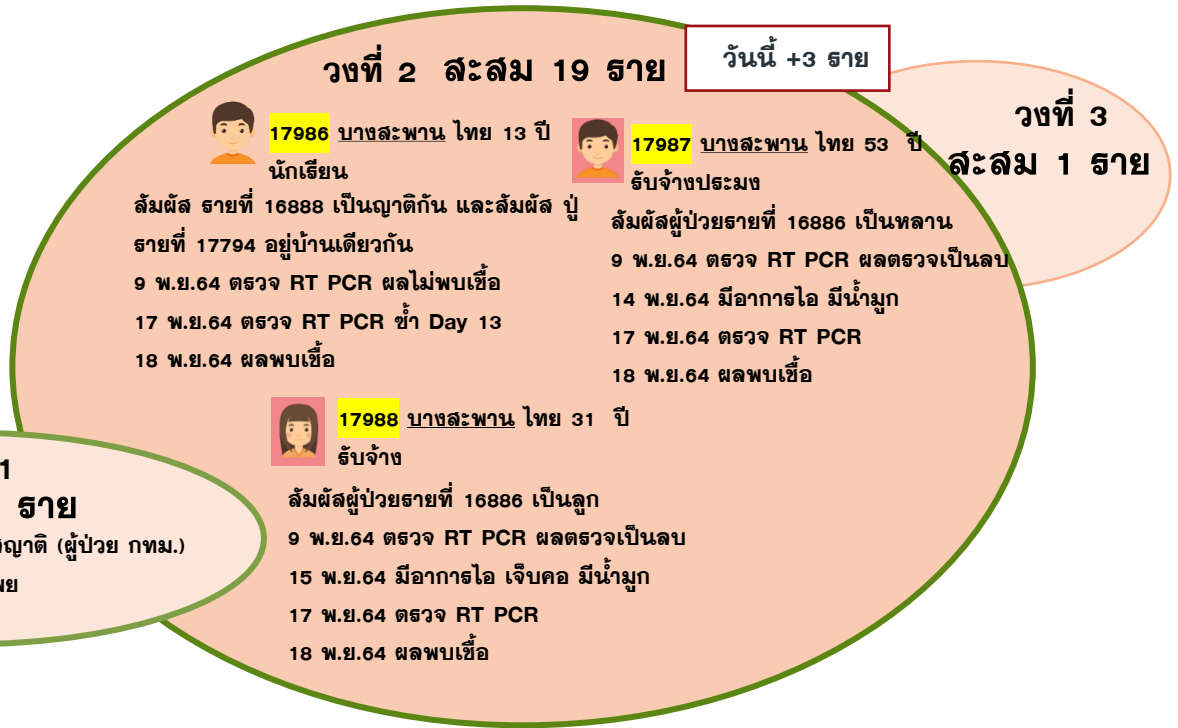 วงที่ 2 สะสม 19 ราย
วันนี้ +3 ราย
วงที่ 3
สะสม 1 ราย
17986 บางสะพาน ไทย 13 ปี
นักเรียน
สัมผัส รายที่ 16888 เป็นญาติกัน และสัมผัส ปู่
รายที่ 17794 อยู่บ้านเดียวกัน
9 พ.ย.64 ตรวจ RT PCR ผลไม่พบเชื้อ
17 พ.ย.64 ตรวจ RT PCR ซ้ำ Day 13
18 พ.ย.64 ผลพบเชื้อ
17987 บางสะพาน ไทย 53 ปี
รับจ้างประมง
สัมผัสผู้ป่วยรายที่ 16886 เป็นหลาน
9 พ.ย.64 ตรวจ RT PCR ผลตรวจเป็นลบ
14 พ.ย.64 มีอาการไอ มีน้ำมูก
17 พ.ย.64 ตรวจ RT PCR
18 พ.ย.64 ผลพบเชื้อ
17988 บางสะพาน ไทย 31 ปี
รับจ้าง
สัมผัสผู้ป่วยรายที่ 16886 เป็นลูก
9 พ.ย.64 ตรวจ RT PCR ผลตรวจเป็นลบ
15 พ.ย.64 มีอาการไอ เจ็บคอ มีน้ำมูก
17 พ.ย.64 ตรวจ RT PCR
18 พ.ย.64 ผลพบเชื้อ
1
ราย
ญาติ (ผู้ป่วย กทม.)